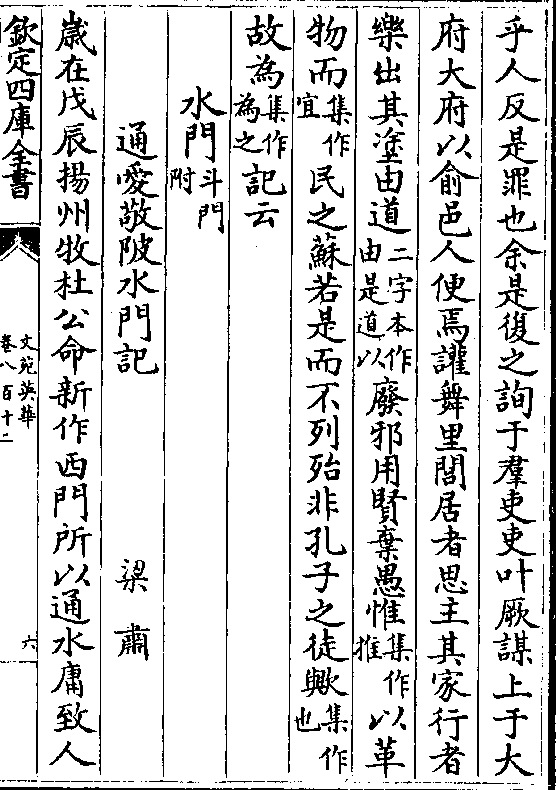 乎人反是罪也余是復之詢于羣吏吏叶厥謀上于大
府大府以俞邑人便焉讙舞里閭居者思主其家行者
樂出其塗由道二字本作由是道以廢邪用賢棄愚惟集作推以革
物而集作宜民之蘇若是而不列殆非孔子之徒歟集作也
故為集作為之記云
水門斗門附
通愛敬陂水門記 梁肅
歲在戊辰揚州牧杜公命新作西門所以通水庸致人
欽定四庫全書
文苑英華
卷八百十二
六